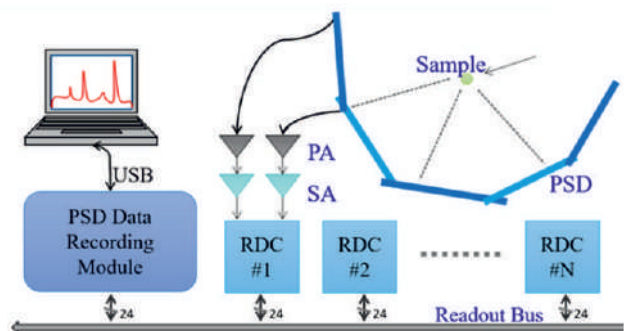 Sample
PA
USB
SA
PSD
PSD Data
Recording
Module
RDC
#1
RDC
#2
RDC
#N
24
24
24
24
Readout Bus